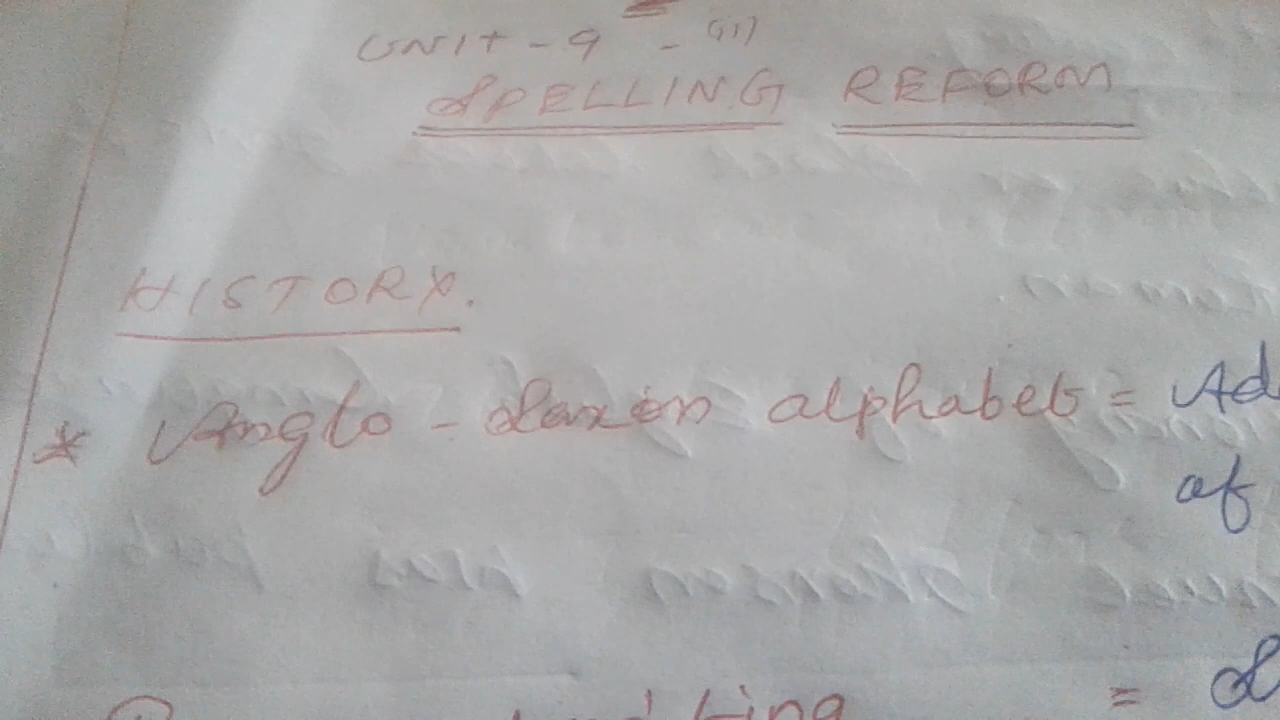 UNIT - 9 - (ii)
SPELLING REFORM
HISTORY.
* Anglo - Saxon alphabet = Ad
of
=